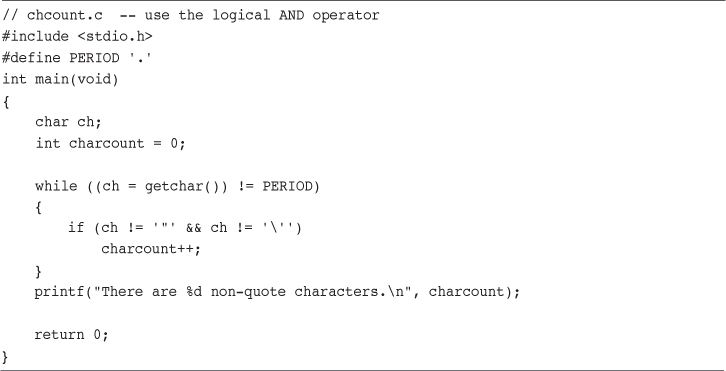 // chcount.c  -- use the logical AND operator
#include <stdio.h>
#define PERIOD '.'
int main(void)
{
    char ch;
    int charcount = 0;

    while ((ch = getchar()) != PERIOD)
    {
        if (ch != '"' && ch != '\'')
            charcount++;
    }
    printf("There are %d non-quote characters.\n", charcount);

    return 0;
}